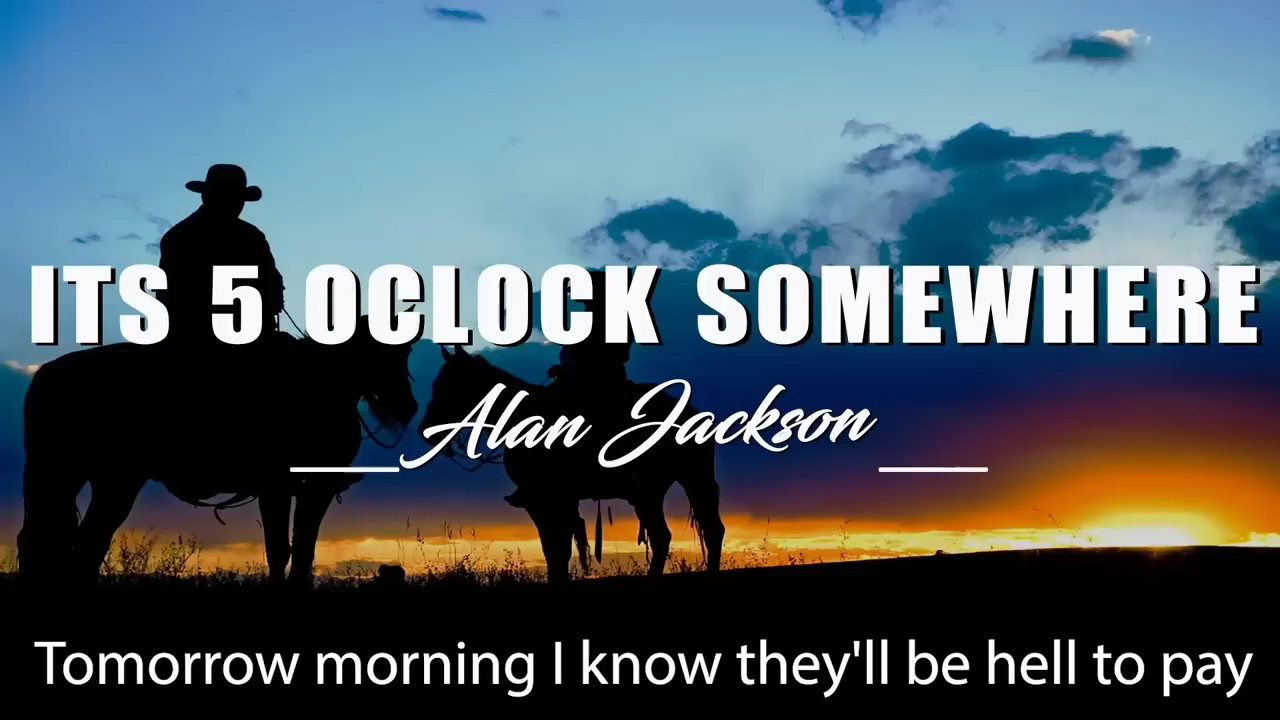 ITS 5 OCLOCK SOMEWHERE
Alan Jackson
Tomorrow morning I know they'll be hell to pay